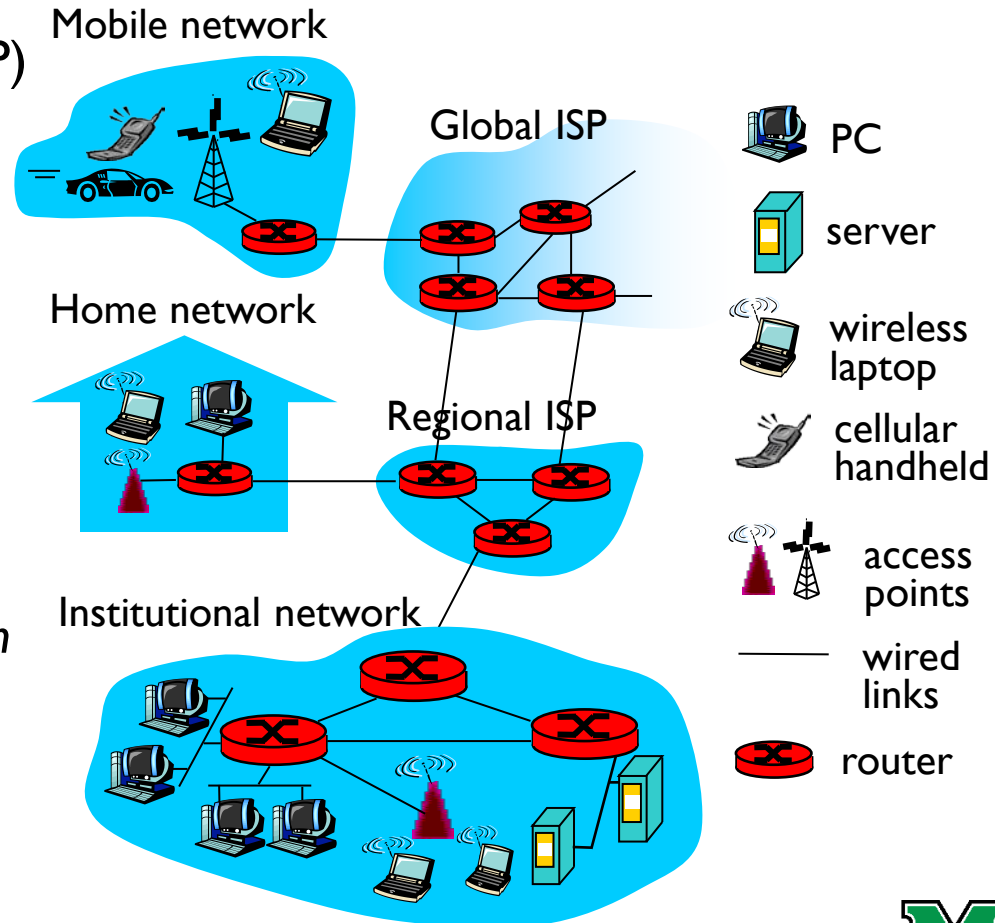 Mobile network
P)
Global ISP
PC
server
Home network
wireless
laptop
Regional ISP
cellular
handheld
access
points
Institutional network
n
wired
links
router